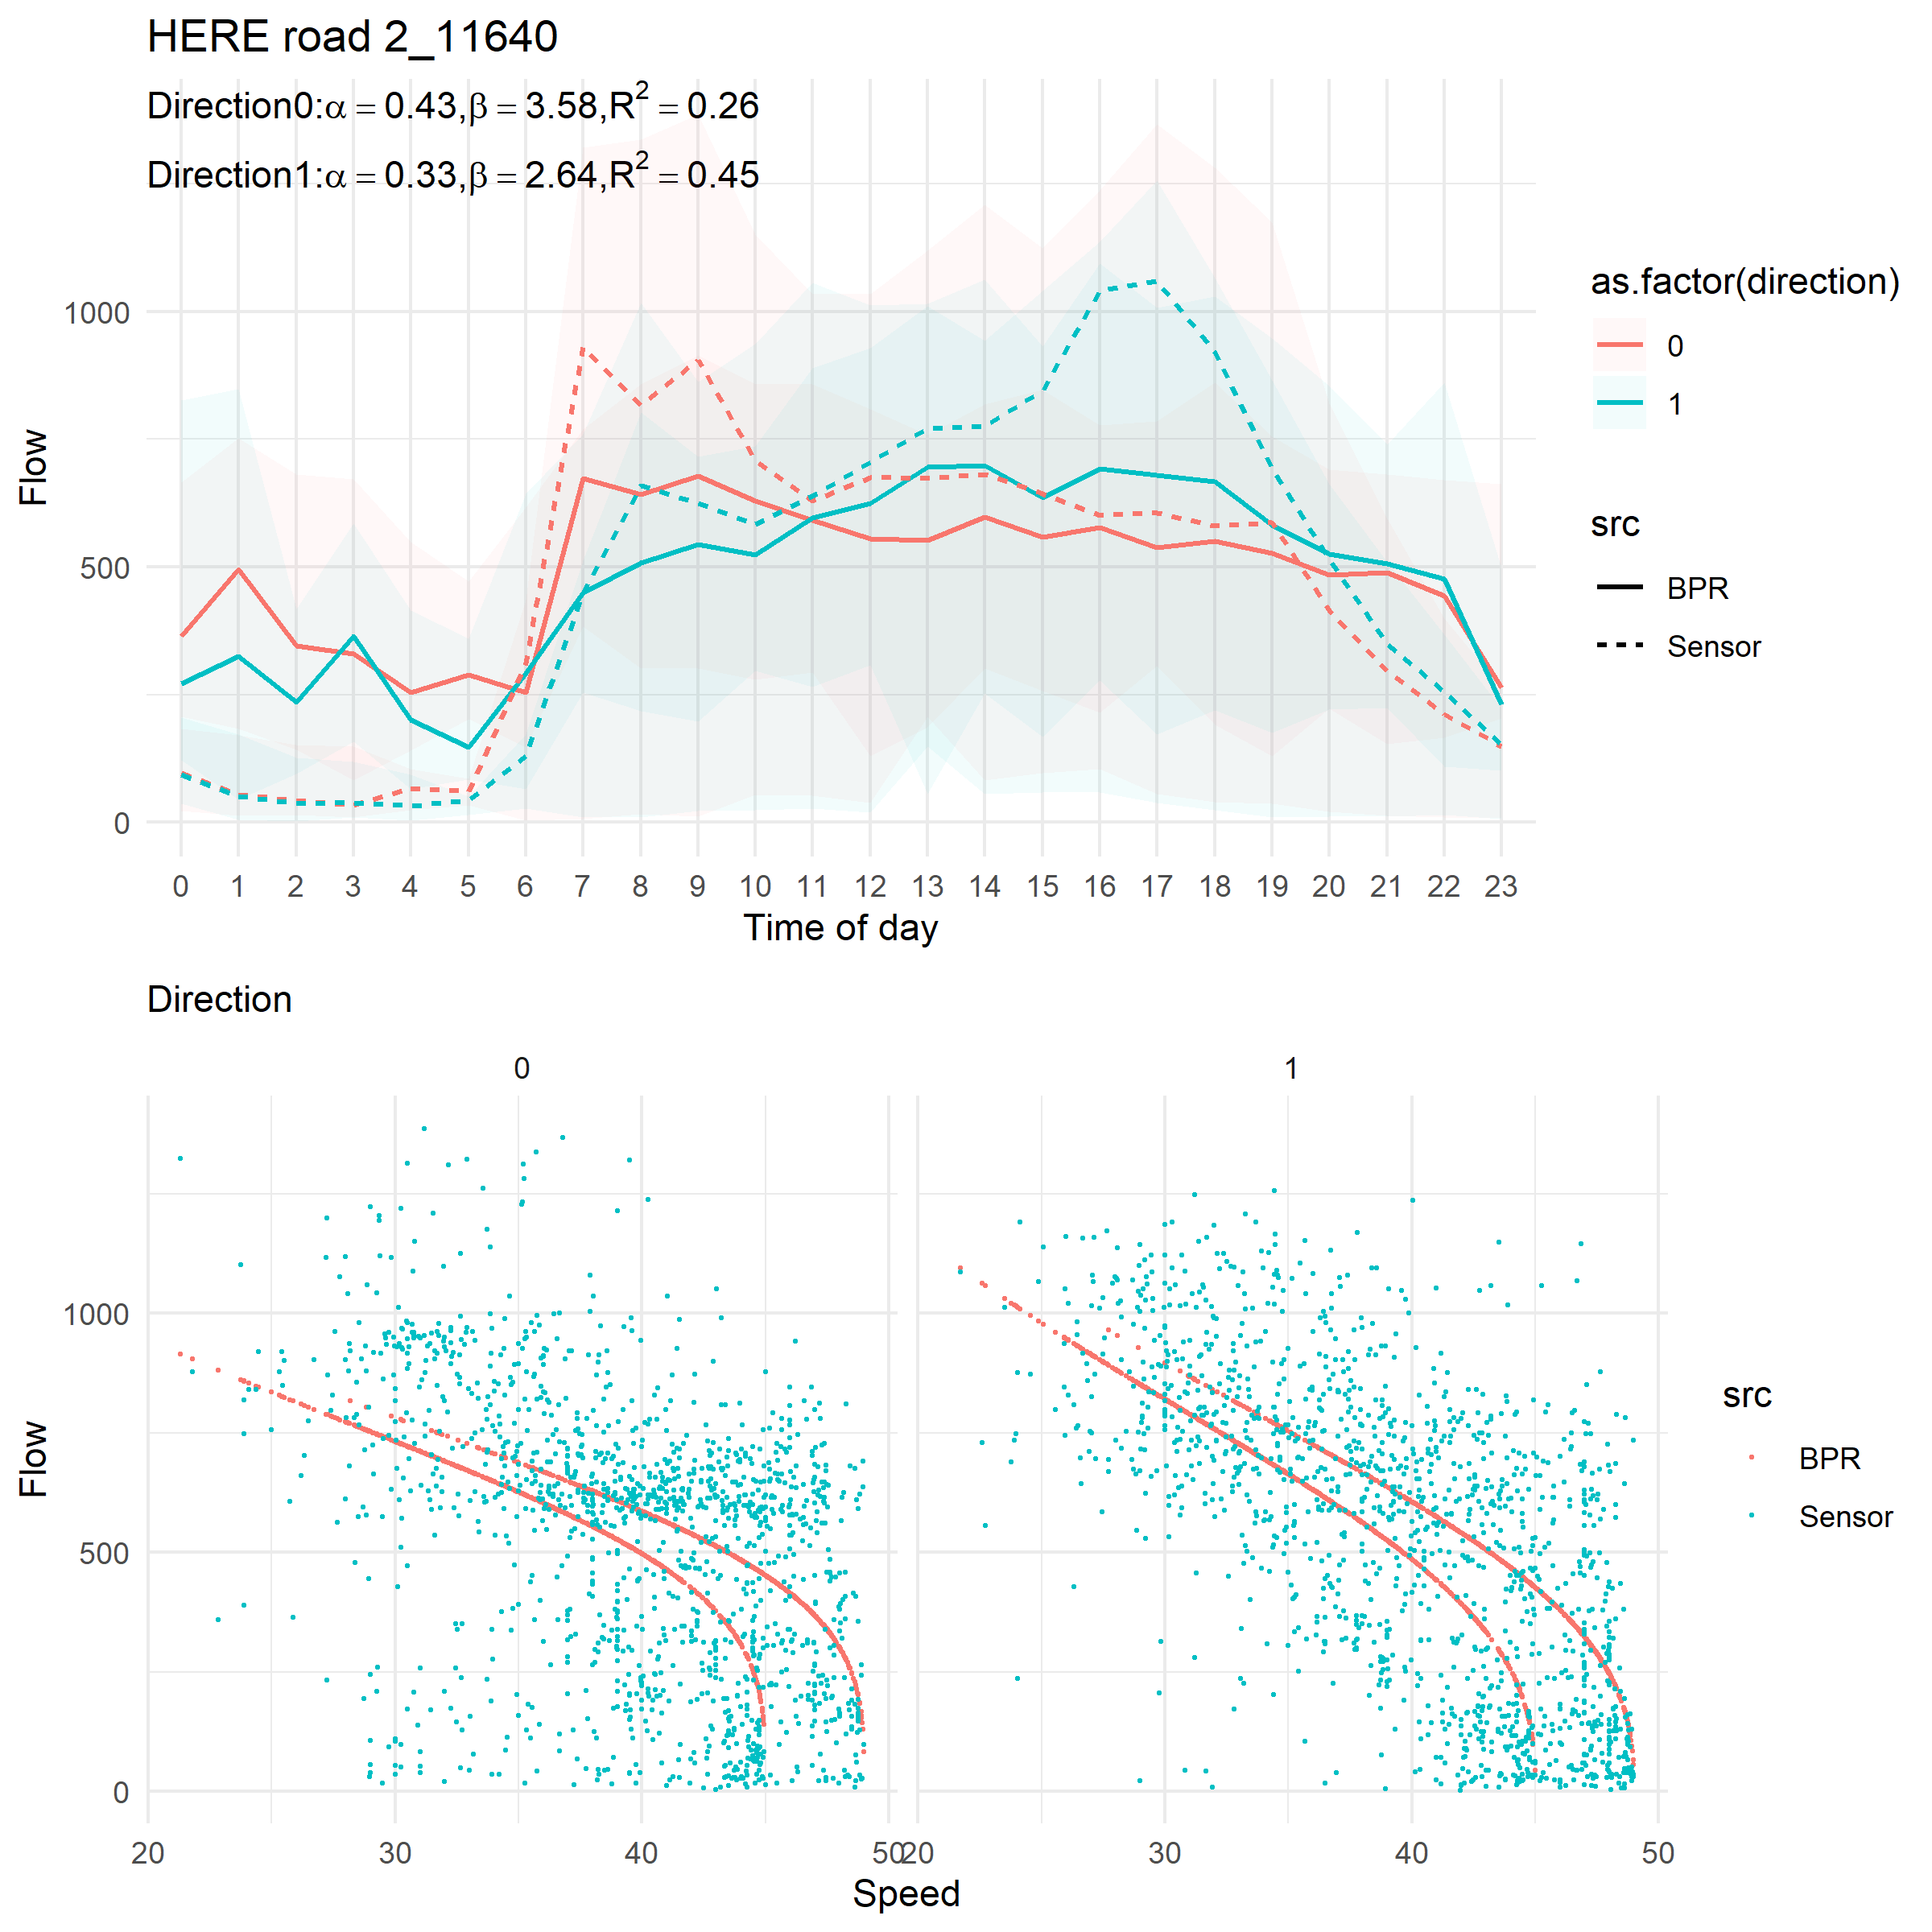 HERE road 2_11640
Direction0:α = 0.43,β = 3.58,R² = 0.26
Direction1:α = 0.33,β = 2.64,R² = 0.45
1000
500
0
Flow
0 1 2 3 4 5 6 7 8 9 10 11 12 13 14 15 16 17 18 19 20 21 22 23
Time of day
as.factor(direction)
0
1
src
BPR
Sensor
Direction
0
1
1000
500
0
Flow
20 30 40 50
20 30 40 50
Speed
src
BPR
Sensor